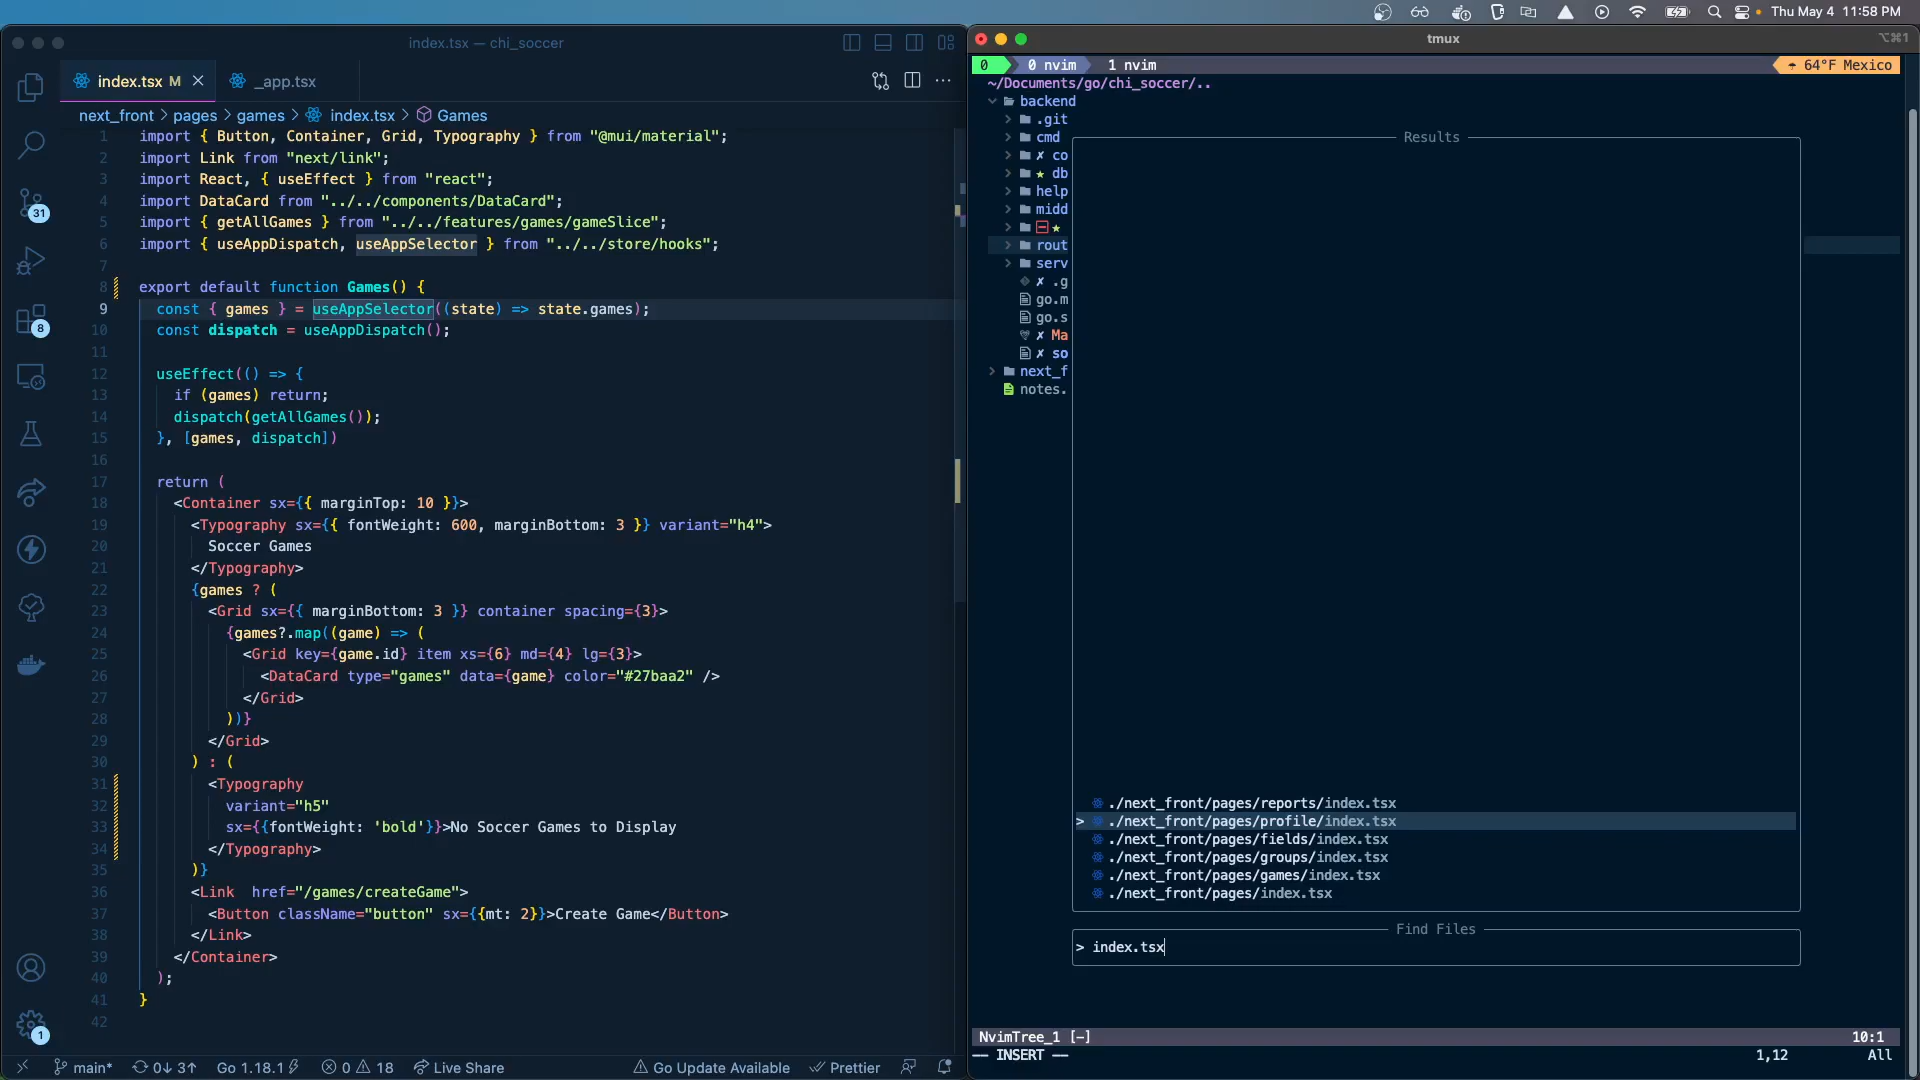 Thu May 4 11:58 PM
index.tsx — chi_soccer
index.tsx M
_app.tsx
next_front > pages > games > index.tsx > Games
1 import { Button, Container, Grid, Typography } from "@mui/material";
2 import Link from "next/link";
3 import React, { useEffect } from "react";
4 import DataCard from "../../components/DataCard";
5 import { getAllGames } from "../../features/games/gameSlice";
6 import { useAppDispatch, useAppSelector } from "../../store/hooks";
7
8 export default function Games() {
9 const { games } = useAppSelector((state) => state.games);
10 const dispatch = useAppDispatch();
11
12 useEffect(() => {
13 if (games) return;
14 dispatch(getAllGames());
15 }, [games, dispatch])
16
17 return (
18 <Container sx={{ marginTop: 10 }}>
19 <Typography sx={{ fontWeight: 600, marginBottom: 3 }} variant="h4">
20 Soccer Games
21 </Typography>
22 {games ? (
23 <Grid sx={{ marginBottom: 3 }} container spacing={3}>
24 {games?.map((game) => (
25 <Grid key={game.id} item xs={6} md={4} lg={3}>
26 <DataCard type="games" data={game} color="#27baa2" />
27 </Grid>
28 ))}
29 </Grid>
30 ) : (
31 <Typography
32 variant="h5"
33 sx={{fontWeight: 'bold'}}>No Soccer Games to Display
34 </Typography>
35 )}
36 <Link  href="/games/createGame">
37 <Button className="button" sx={{mt: 2}}>Create Game</Button>
38 </Link>
39 </Container>
40 );
41 }
42
31
8
1
main* 0↓ 3↑ Go 1.18.1 0 18 Live Share Go Update Available Prettier
tmux
⌥⌘1
0 0 nvim 1 nvim 64°F Mexico
~/Documents/go/chi_soccer/..
backend
.git
cmd
✗ co
★ db
help
midd
★
rout
serv
✗ .g
go.m
go.s
✗ Ma
✗ so
next_f
notes.
Results
./next_front/pages/reports/index.tsx
> ./next_front/pages/profile/index.tsx
./next_front/pages/fields/index.tsx
./next_front/pages/groups/index.tsx
./next_front/pages/games/index.tsx
./next_front/pages/index.tsx
Find Files
> index.tsx
NvimTree_1 [-] 10:1
-- INSERT -- 1,12 All